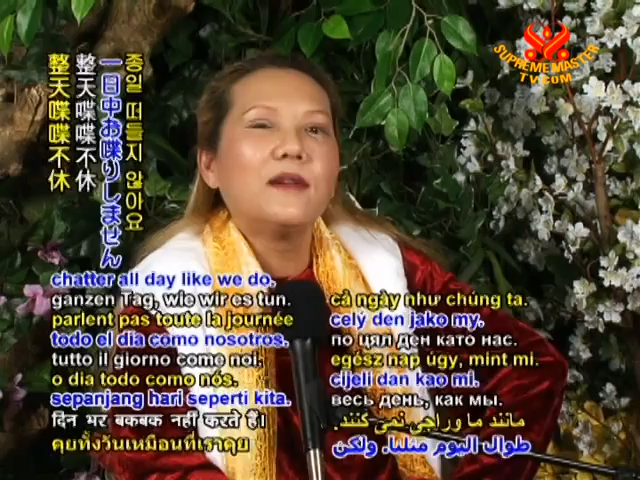 SUPREME MASTER
TV.COM
종일 떠들지 않아요
一日中お喋りしません
整天喋喋不休
整天喋喋不休
chatter all day like we do.
ganzen Tag, wie wir es tun.
parlent pas toute la journée
todo el día como nosotros.
tutto il giorno come noi.
o dia todo como nós.
sepanjang hari seperti kita.
दिन भर बकबक नहीं करते हैं।
คุยทั้งวันเหมือนที่เราคุย
cả ngày như chúng ta.
celý den jako my.
по цял ден като нас.
egész nap úgy, mint mi.
cijeli dan kao mi.
весь день, как мы.
مانند ما وراجی نمی کنند.
طوال اليوم مثلنا. ولكن